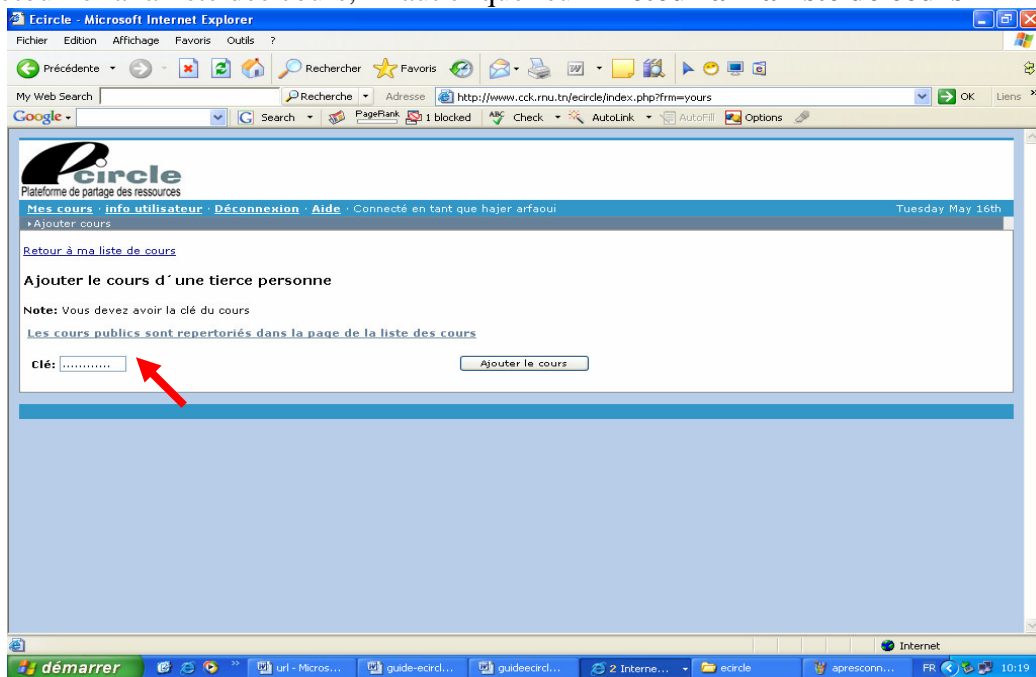 Ecircle - Microsoft Internet Explorer
Fichier Edition Affichage Favoris Outils ?
Précédente Rechercher Favoris
My Web Search Recherche Adresse http://www.cck.rnu.tn/ecircle/index.php?frm=yours OK Liens »
Google Search PageRank 1 blocked ABC Check AutoLink AutoFill Options
ecircle
Plateforme de partage des ressources
Mes cours · info utilisateur · Déconnexion · Aide · Connecté en tant que hajer arfaoui Tuesday May 16th
Ajouter cours
Retour à ma liste de cours
Ajouter le cours d´une tierce personne
Note: Vous devez avoir la clé du cours
Les cours publics sont repertoriés dans la page de la liste des cours
Clé: ............ Ajouter le cours
Internet
démarrer » url - Micros... guide-ecircl... guideecircl... 2 Interne... ecircle apresconn... FR 10:19